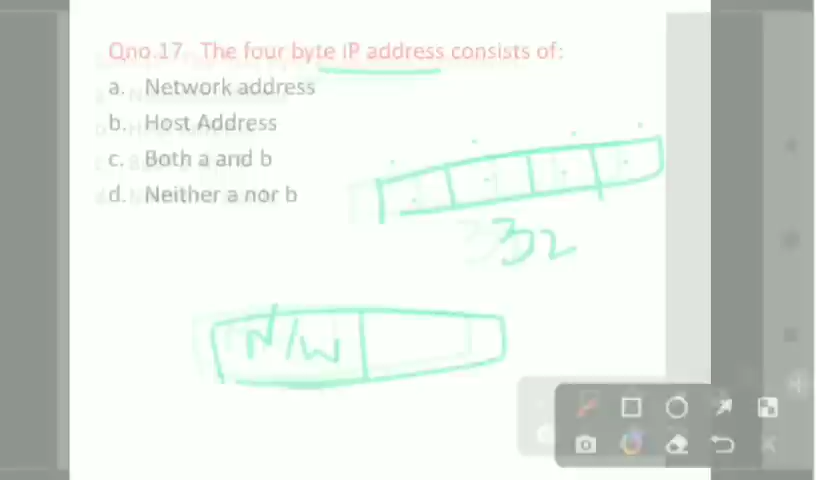 Qno.17. The four byte IP address consists of:
a. Network address
b. Host Address
c. Both a and b
d. Neither a nor b
32
N/W